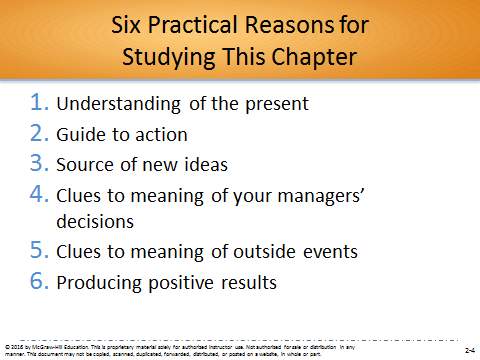 Six Practical Reasons for
Studying This Chapter
1. Understanding of the present
2. Guide to action
3. Source of new ideas
4. Clues to meaning of your managers’
decisions
5. Clues to meaning of outside events
6. Producing positive results
© 2016 by McGraw-Hill Education. This is proprietary material solely for authorized instructor use. Not authorized for sale or distribution in any
manner. This document may not be copied, scanned, duplicated, forwarded, distributed, or posted on a website, in whole or part.
2-4